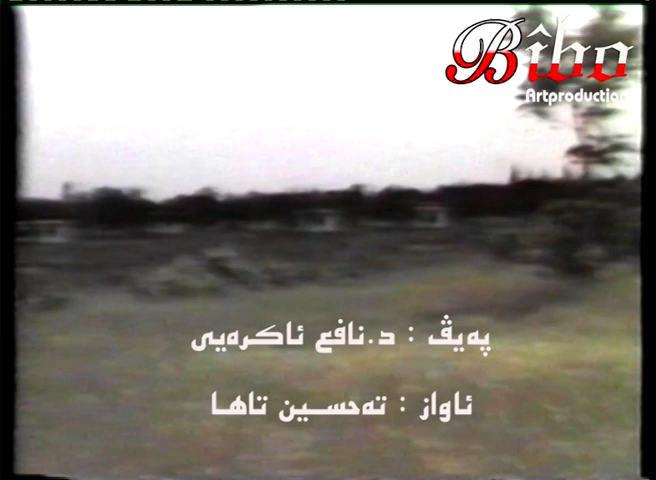 Bîbo
Artproduction
پەیڤ : د.نافع ئاکرەیی
ئاواز : تەحسین تاها